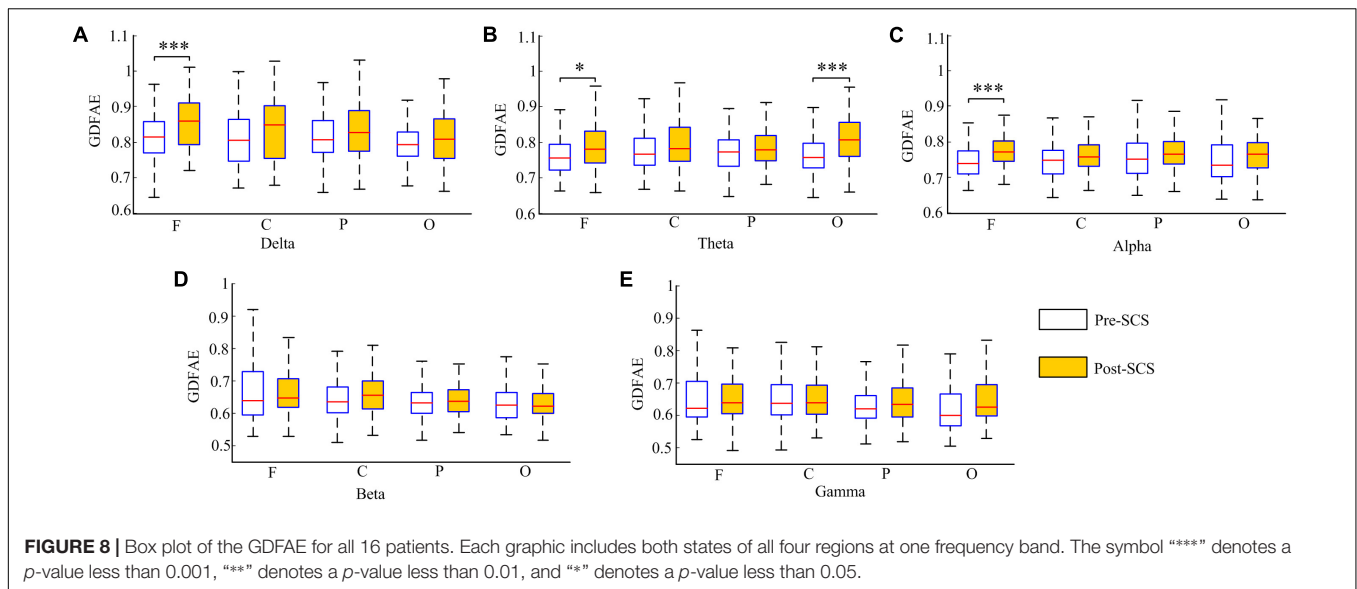 A
B
C
1.1
1
0.9
0.8
0.7
0.6
GDFAE
***
F C P O
Delta
1.1
1
0.9
0.8
0.7
0.6
GDFAE
*
***
F C P O
Theta
1.1
1
0.9
0.8
0.7
0.6
GDFAE
***
F C P O
Alpha
D
E
1
0.9
0.8
0.7
0.6
0.5
GDFAE
F C P O
Beta
1
0.9
0.8
0.7
0.6
0.5
GDFAE
F C P O
Gamma
Pre-SCS
Post-SCS
FIGURE 8 | Box plot of the GDFAE for all 16 patients. Each graphic includes both states of all four regions at one frequency band. The symbol “***” denotes a
p-value less than 0.001, “**” denotes a p-value less than 0.01, and “*” denotes a p-value less than 0.05.